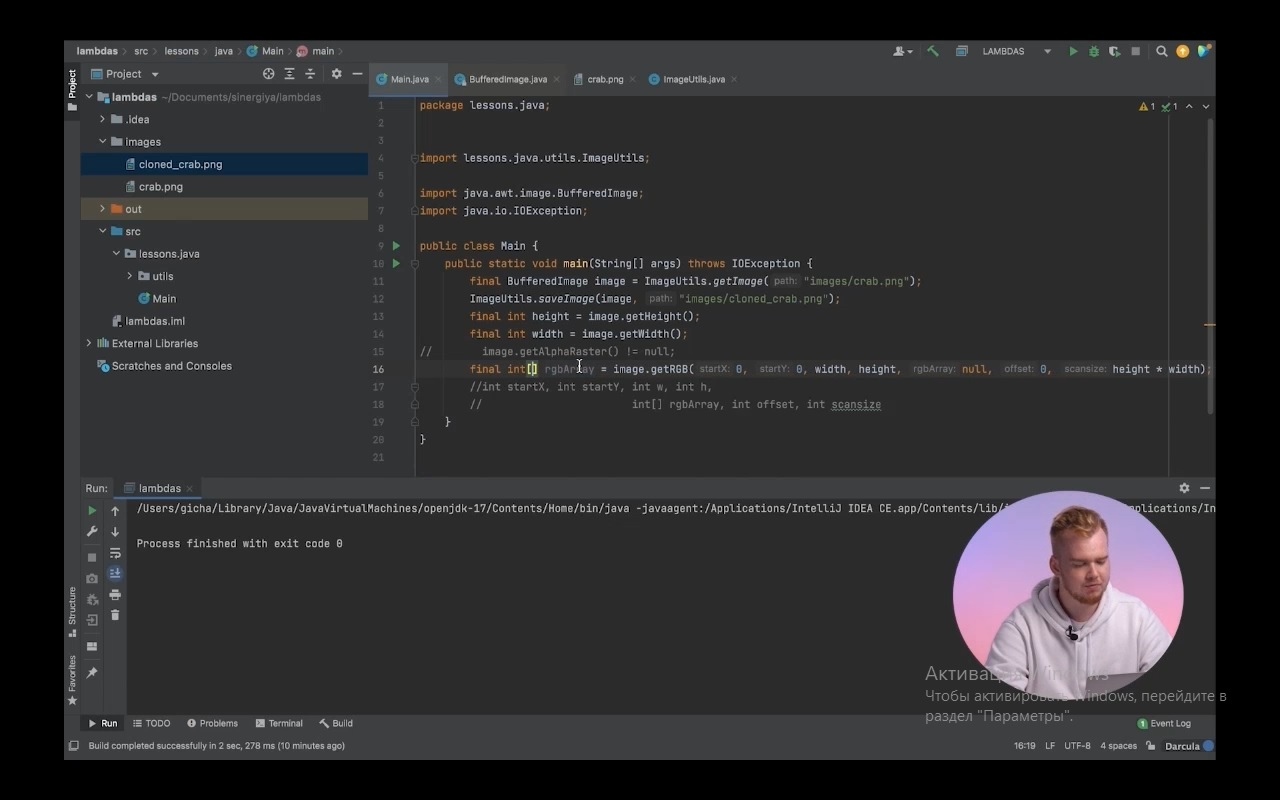 lambdas src lessons java Main main
LAMBDAS
Project
Project
Main.java BufferedImage.java crab.png ImageUtils.java
lambdas ~/Documents/sinergiya/lambdas
.idea
images
cloned_crab.png
crab.png
out
src
lessons.java
utils
Main
lambdas.iml
External Libraries
Scratches and Consoles
1 package lessons.java;
1 1
2
3
4 import lessons.java.utils.ImageUtils;
5
6 import java.awt.image.BufferedImage;
7 import java.io.IOException;
8
9 public class Main {
10 public static void main(String[] args) throws IOException {
11 final BufferedImage image = ImageUtils.getImage( path: "images/crab.png");
12 ImageUtils.saveImage(image, path: "images/cloned_crab.png");
13 final int height = image.getHeight();
14 final int width = image.getWidth();
15 // image.getAlphaRaster() != null;
16 final int[] rgbArray = image.getRGB( startX: 0, startY: 0, width, height, rgbArray: null, offset: 0, scansize: height * width);
17 //int startX, int startY, int w, int h,
18 // int[] rgbArray, int offset, int scansize
19 }
20 }
21
Run: lambdas
/Users/gicha/Library/Java/JavaVirtualMachines/openjdk-17/Contents/Home/bin/java -javaagent:/Applications/IntelliJ IDEA CE.app/Contents/lib/
Process finished with exit code 0
Structure
Favorites
Чтобы активировать Windows, перейдите в
раздел "Параметры".
Run TODO Problems Terminal Build
1 Event Log
Build completed successfully in 2 sec, 278 ms (10 minutes ago)
16:19 LF UTF-8 4 spaces Darcula